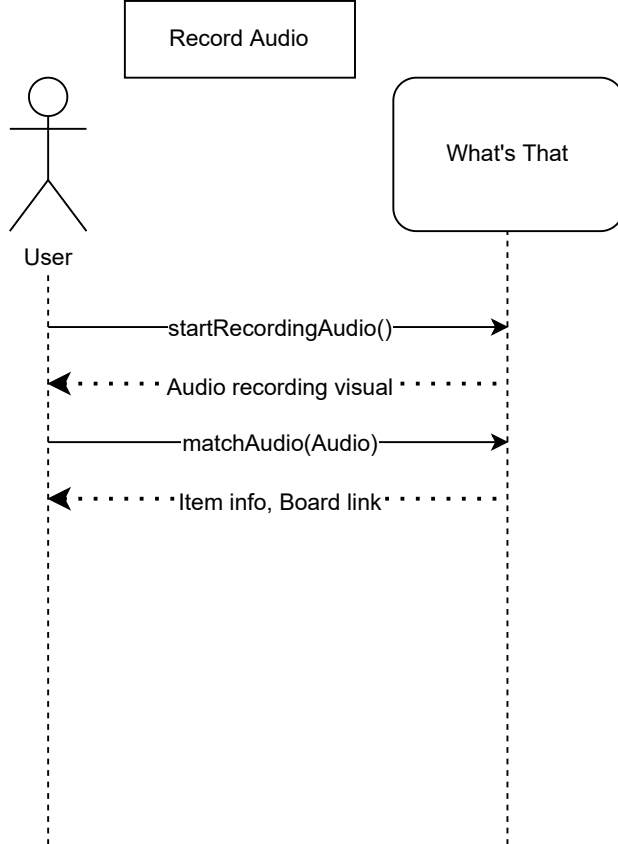 Record Audio
What's That
User
startRecordingAudio()
Audio recording visual
matchAudio(Audio)
Item info, Board link